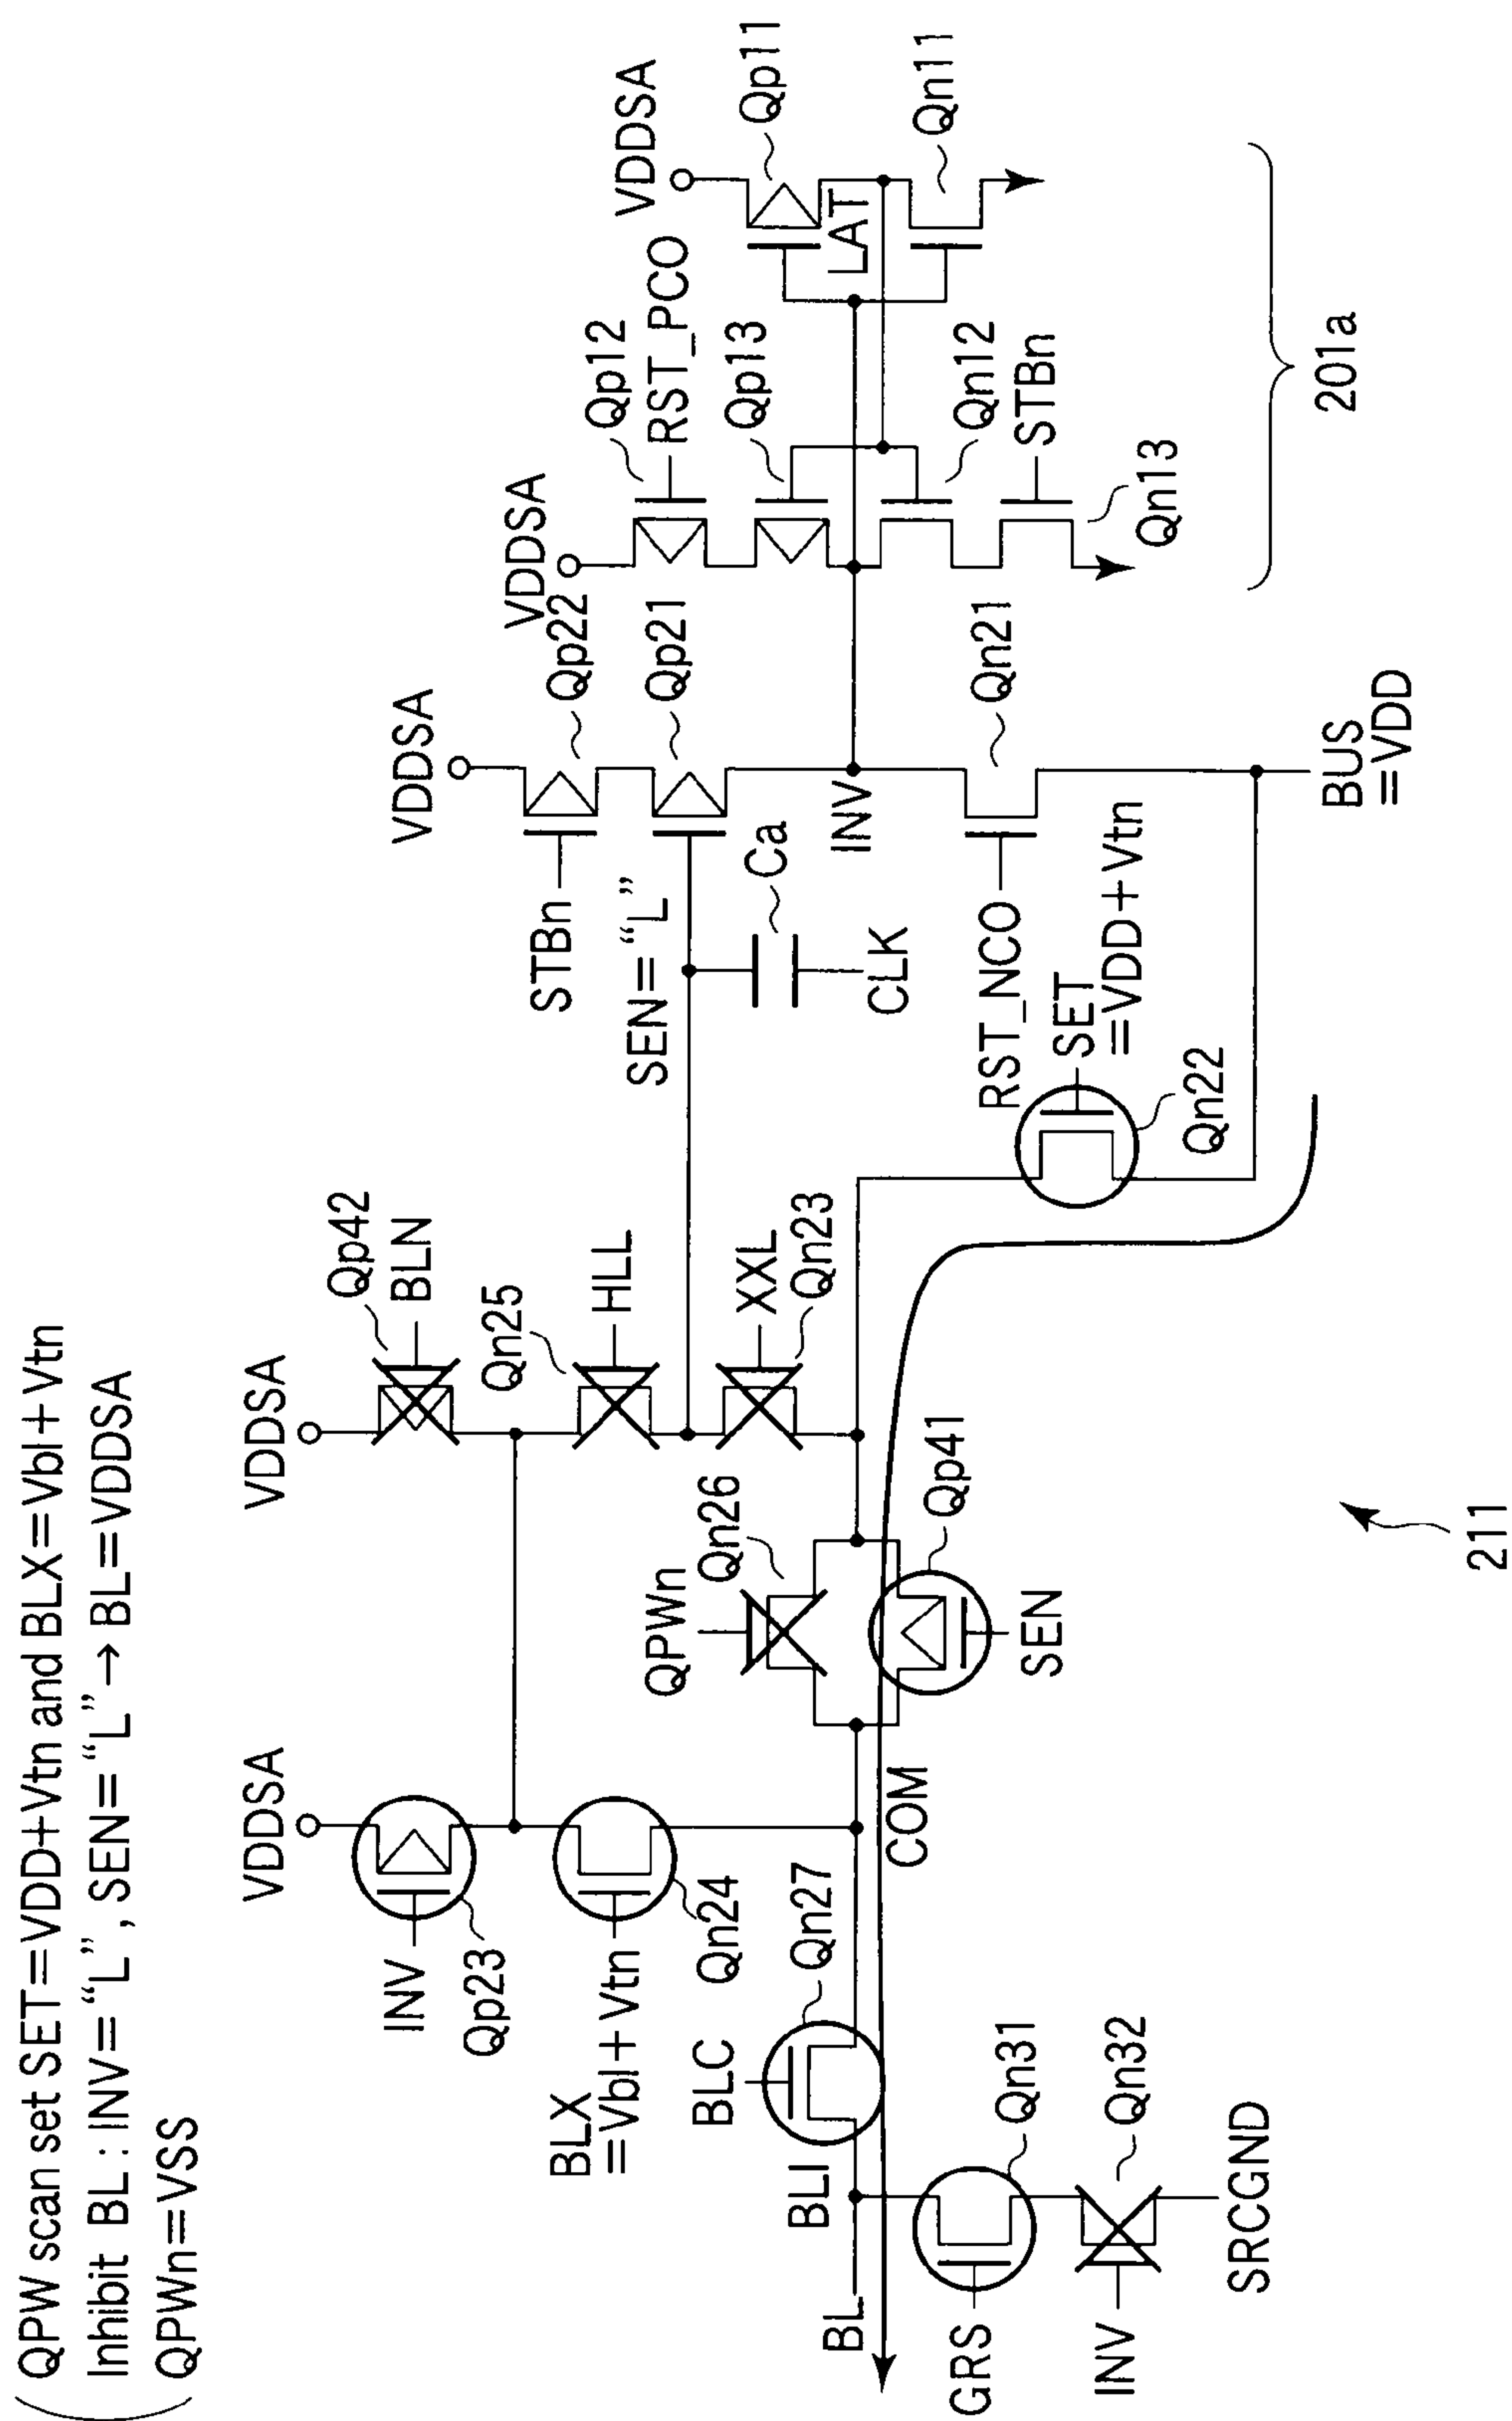 QPW scan set SET=VDD+Vtn and BLX=Vbl+Vtn
Inhibit BL : INV="L", SEN="L"→BL=VDDSA
QPWn=VSS
VDDSA
INV
Qp23
BLX
=Vbl+Vtn
Qn24
BLC
Qn27
BLI
BL
GRS
Qn31
INV
Qn32
SRCGND
COM
VDDSA
Qp42
BLN
Qn25
HLL
XXL
Qn23
QPWn
Qn26
Qp41
SEN
211
VDDSA
STBn
Qp22
Qp21
SEN="L"
Ca
CLK
INV
RST_NCO
Qn21
SET
=VDD+Vtn
Qn22
BUS
=VDD
VDDSA
Qp12
RST_PCO
Qp13
Qn12
STBn
Qn13
VDDSA
Qp11
LAT
Qn11
201a